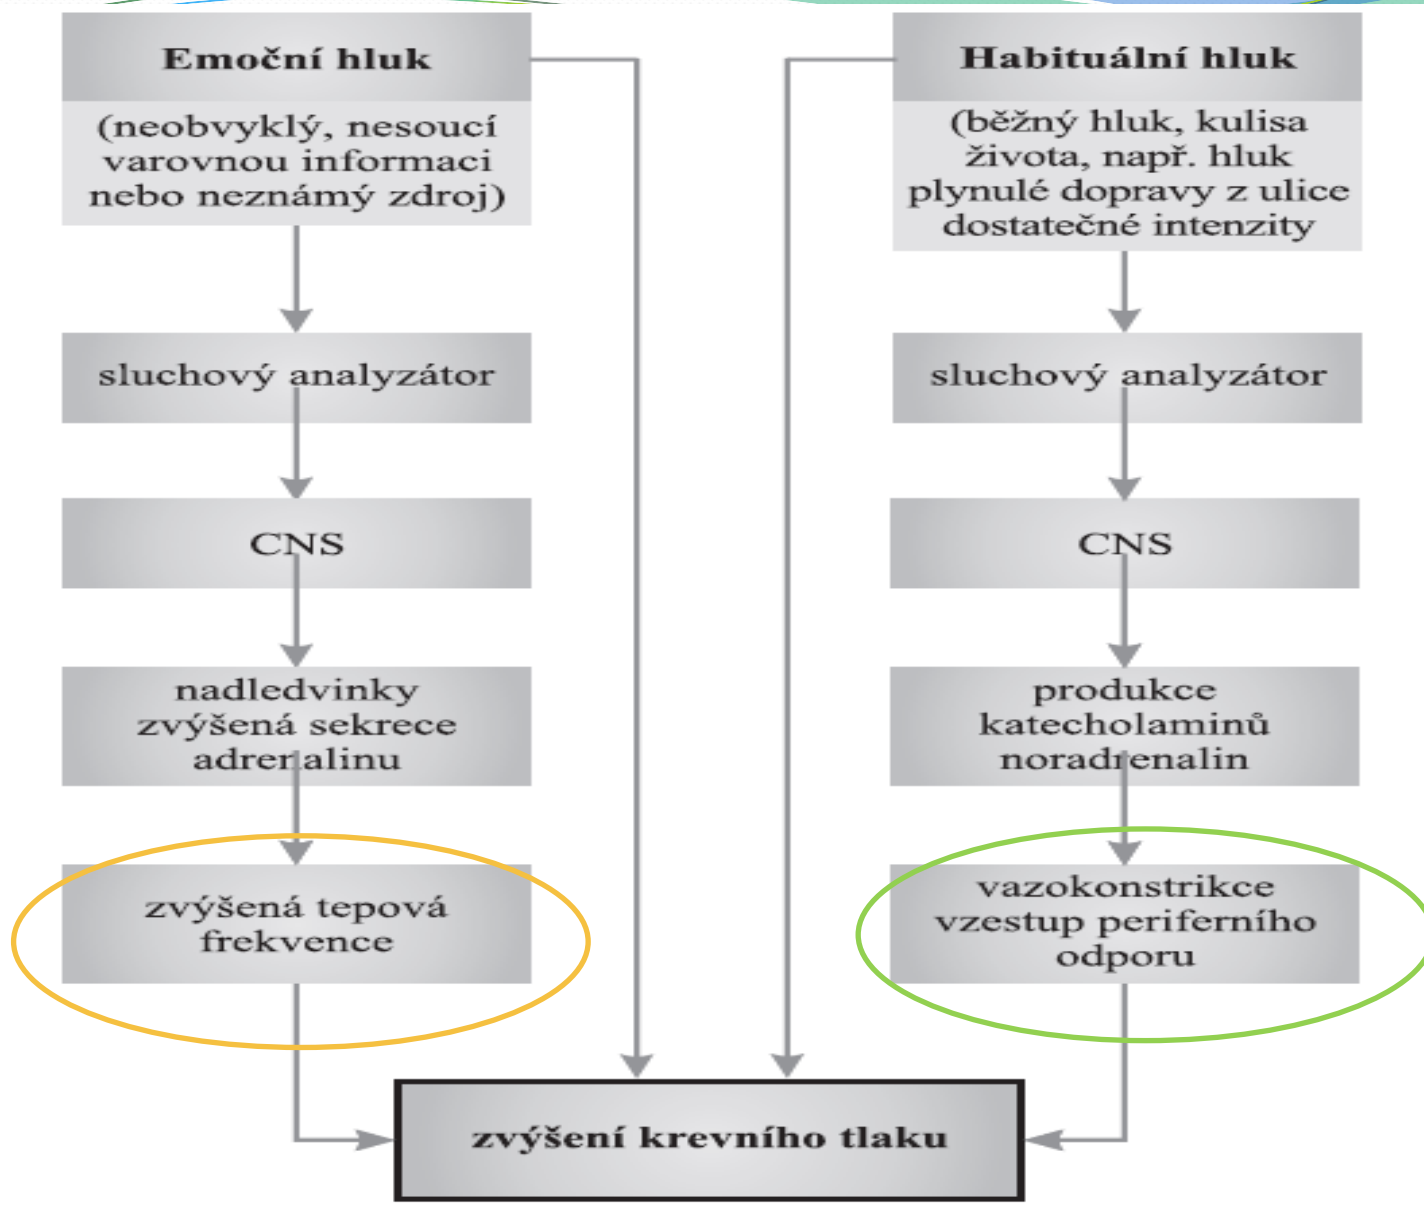 Emoční hluk
(neobvyklý, nesoucí
varovnou informaci
nebo neznámý zdroj)
sluchový analyzátor
CNS
nadledvinky
zvýšená sekrece
adrenalinu
zvýšená tepová
frekvence
Habituální hluk
(běžný hluk, kulisa
života, např. hluk
plynulé dopravy z ulice
dostatečné intenzity
sluchový analyzátor
CNS
produkce
katecholaminů
noradrenalin
vazokonstrikce
vzestup periferního
odporu
zvýšení krevního tlaku